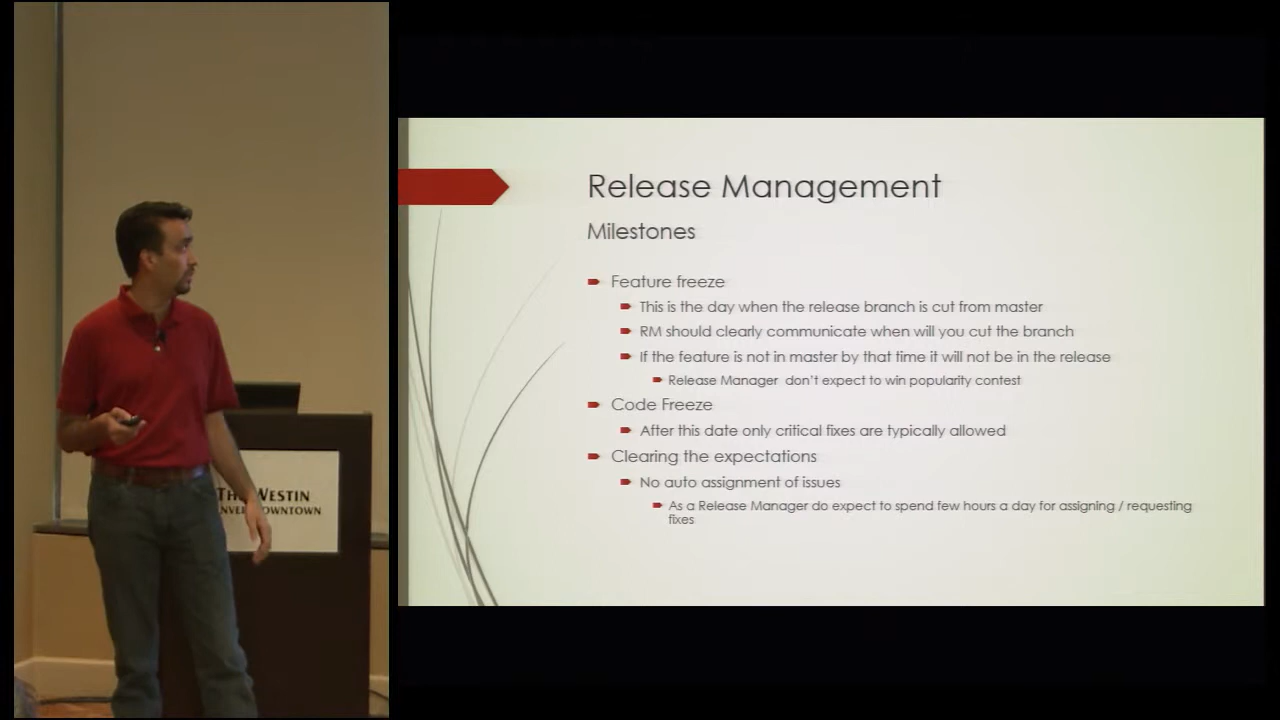 Release Management
Milestones
Feature freeze
This is the day when the release branch is cut from master
RM should clearly communicate when will you cut the branch
If the feature is not in master by that time it will not be in the release
Release Manager don't expect to win popularity contest
Code Freeze
After this date only critical fixes are typically allowed
Clearing the expectations
No auto assignment of issues
As a Release Manager do expect to spend few hours a day for assigning / requesting
fixes
WESTIN